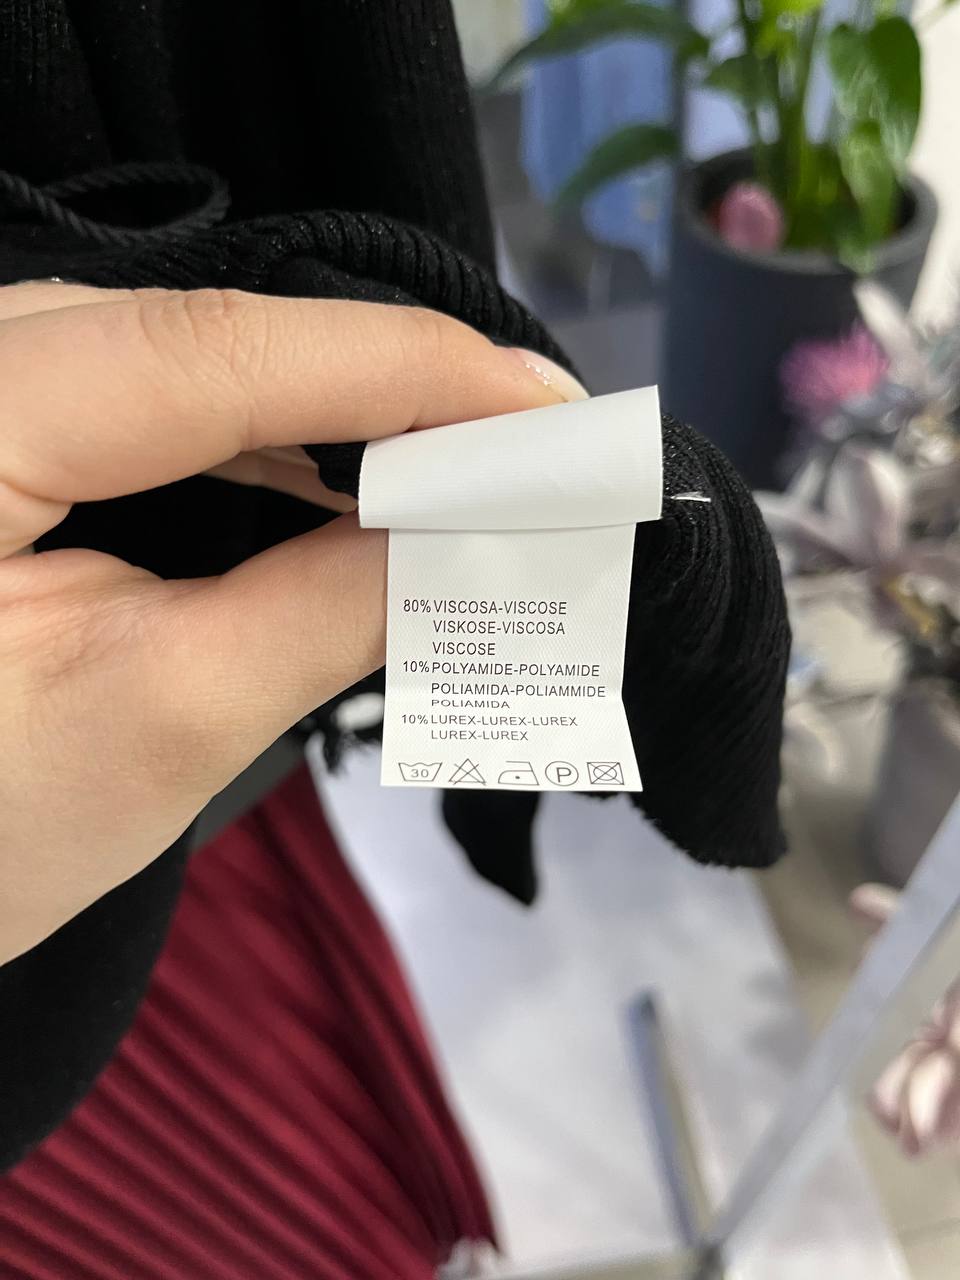 80% VISCOSA-VISCOSE
VISKOSE-VISCOSA
VISCOSE
10% POLYAMIDE-POLYAMIDE
POLIAMIDA-POLIAMMIDE
POLIAMIDA
10% LUREX-LUREX-LUREX
LUREX-LUREX
30 P